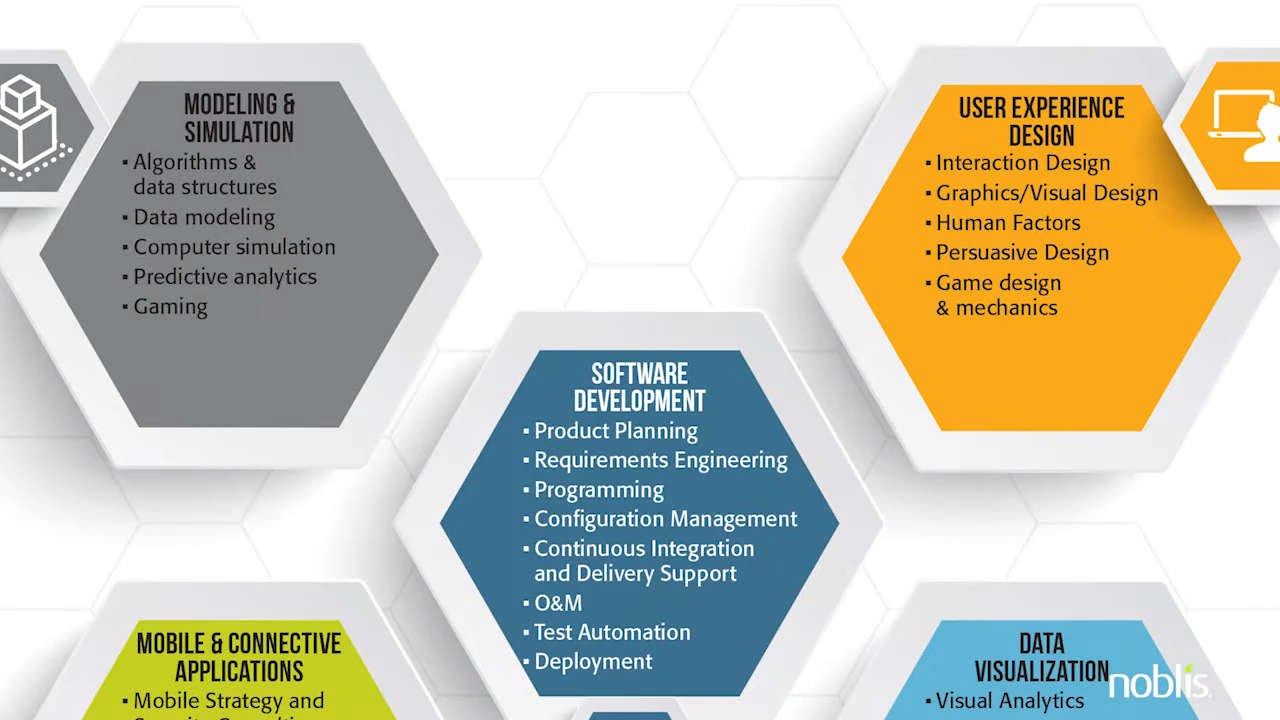 MODELING &
SIMULATION
▪ Algorithms &
data structures
▪ Data modeling
▪ Computer simulation
▪ Predictive analytics
▪ Gaming
USER EXPERIENCE
DESIGN
▪ Interaction Design
▪ Graphics/Visual Design
▪ Human Factors
▪ Persuasive Design
▪ Game design
& mechanics
SOFTWARE
DEVELOPMENT
▪ Product Planning
▪ Requirements Engineering
▪ Programming
▪ Configuration Management
▪ Continuous Integration
and Delivery Support
▪ O&M
▪ Test Automation
▪ Deployment
MOBILE & CONNECTIVE
APPLICATIONS
▪ Mobile Strategy and
DATA
VISUALIZATION
▪ Visual Analytics
noblis.